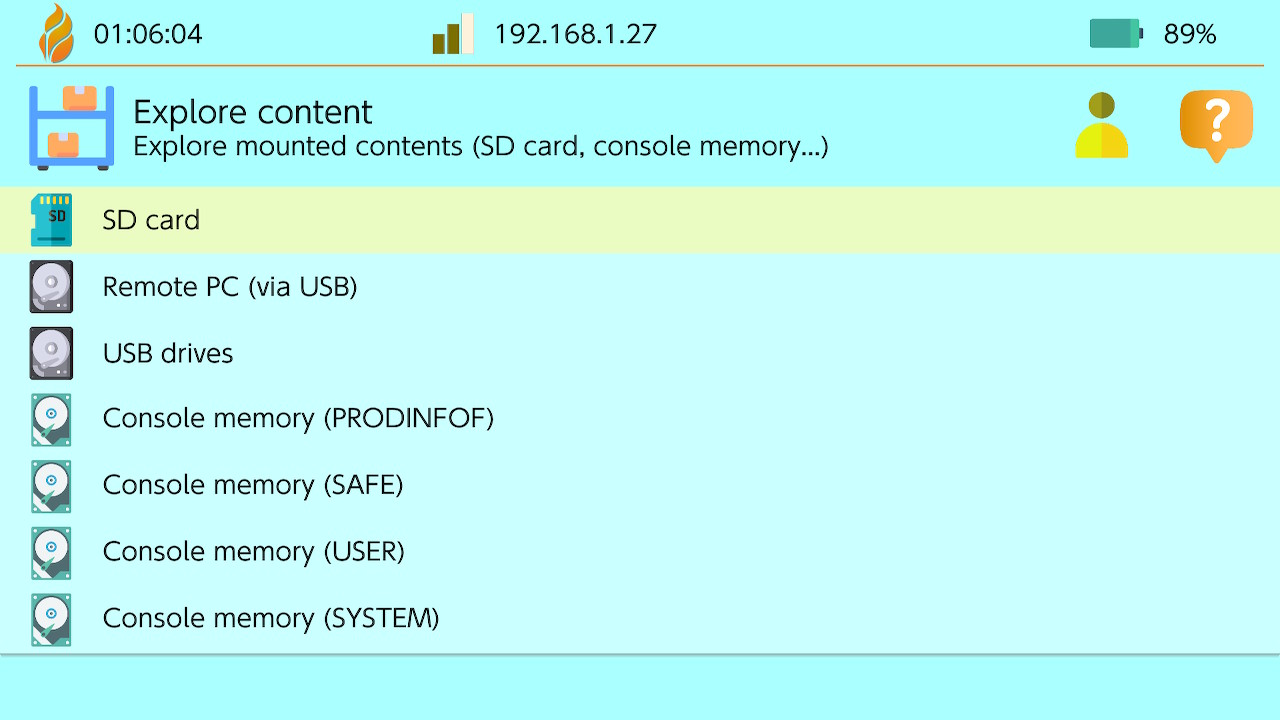 01:06:04
192.168.1.27
89%
Explore content
Explore mounted contents (SD card, console memory...)
?
SD
SD card
Remote PC (via USB)
USB drives
Console memory (PRODINFOF)
Console memory (SAFE)
Console memory (USER)
Console memory (SYSTEM)